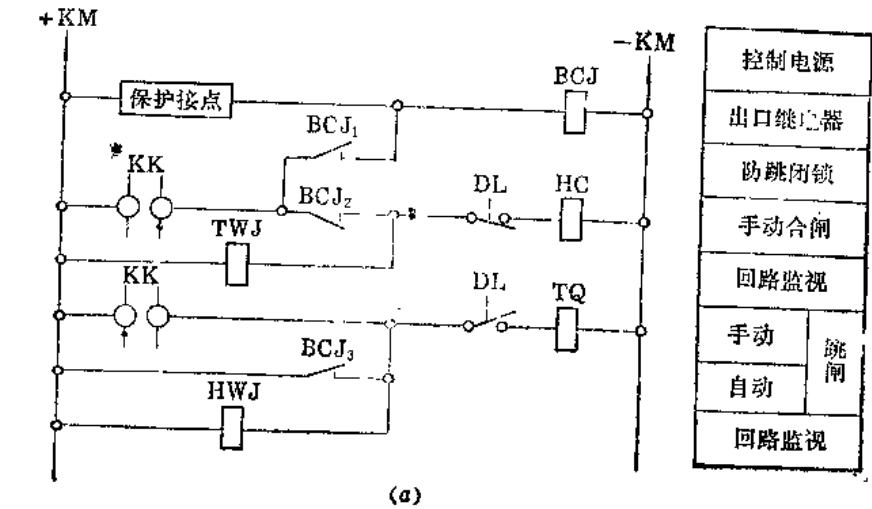 +KM
-KM
保护接点
BCJ
BCJ₁
*
KK
BCJ₂
DL
HC
TWJ
KK
DL
TQ
BCJ₃
HWJ
(a)
控制电源
出口继电器
防跳闭锁
手动合闸
回路监视
手动
自动
跳闸
回路监视